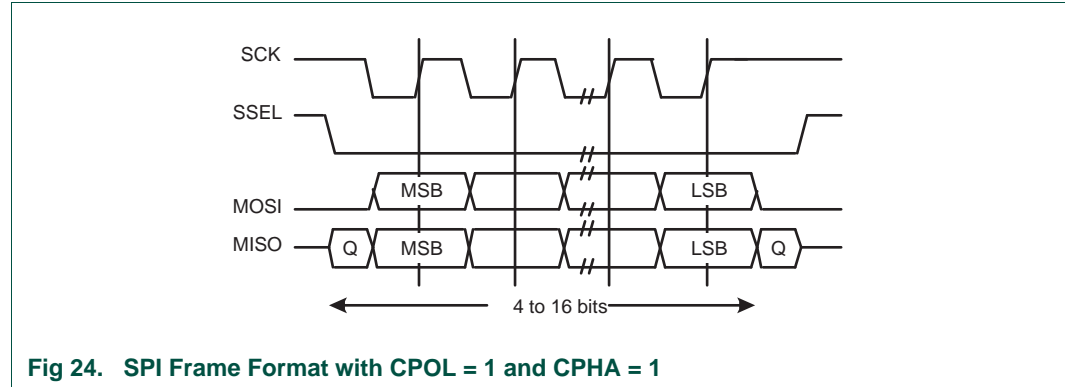 SCK
SSEL
MSB LSB
MOSI
MISO Q MSB LSB Q
4 to 16 bits
Fig 24. SPI Frame Format with CPOL = 1 and CPHA = 1